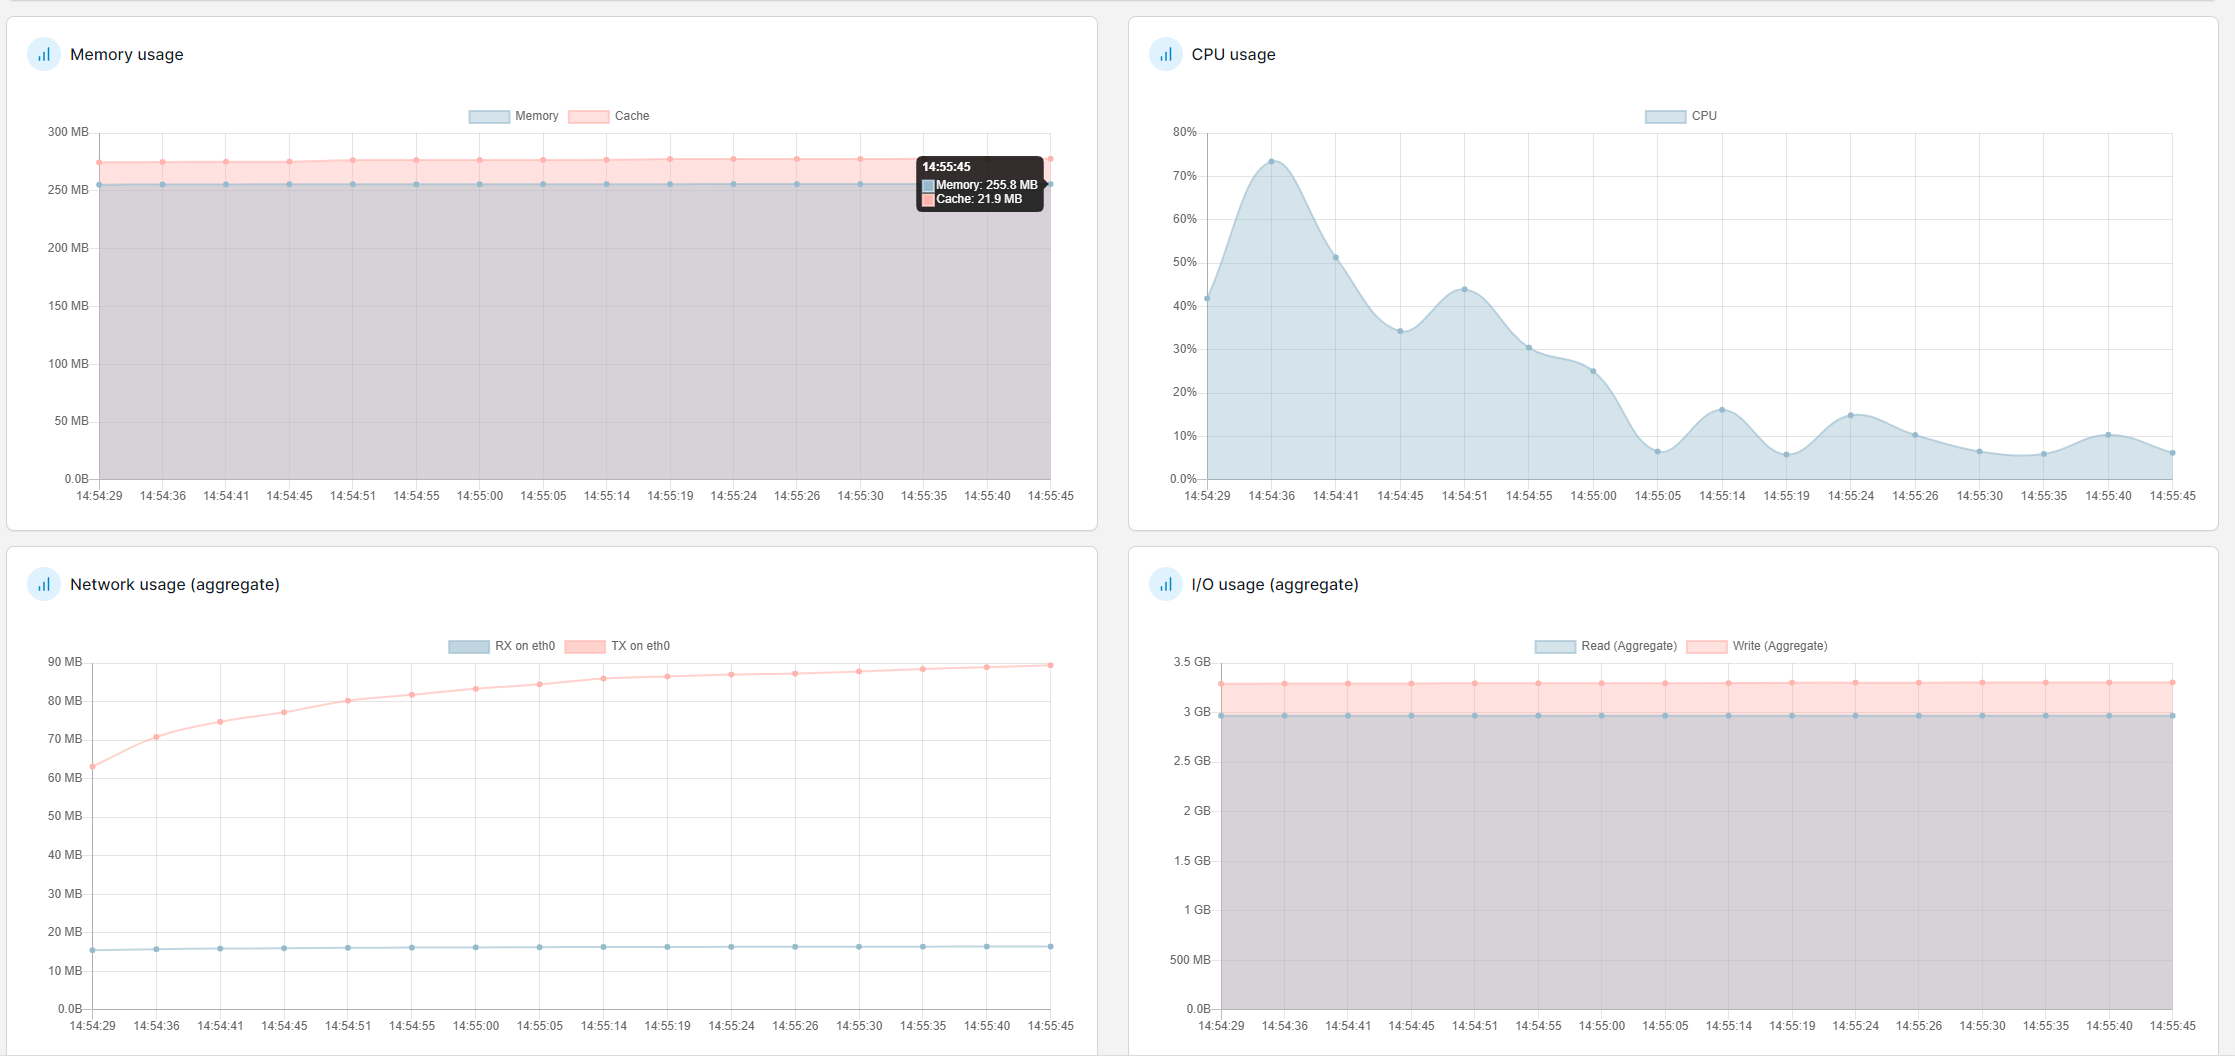 Memory usage
Memory
Cache
300 MB
250 MB
200 MB
150 MB
100 MB
50 MB
0.0B
14:55:45
Memory: 255.8 MB
Cache: 21.9 MB
14:54:29 14:54:36 14:54:41 14:54:45 14:54:51 14:54:55 14:55:00 14:55:05 14:55:14 14:55:19 14:55:24 14:55:26 14:55:30 14:55:35 14:55:40 14:55:45
CPU usage
CPU
80%
70%
60%
50%
40%
30%
20%
10%
0.0%
14:54:29 14:54:36 14:54:41 14:54:45 14:54:51 14:54:55 14:55:00 14:55:05 14:55:14 14:55:19 14:55:24 14:55:26 14:55:30 14:55:35 14:55:40 14:55:45
Network usage (aggregate)
RX on eth0
TX on eth0
90 MB
80 MB
70 MB
60 MB
50 MB
40 MB
30 MB
20 MB
10 MB
0.0B
14:54:29 14:54:36 14:54:41 14:54:45 14:54:51 14:54:55 14:55:00 14:55:05 14:55:14 14:55:19 14:55:24 14:55:26 14:55:30 14:55:35 14:55:40 14:55:45
I/O usage (aggregate)
Read (Aggregate)
Write (Aggregate)
3.5 GB
3 GB
2.5 GB
2 GB
1.5 GB
1 GB
500 MB
0.0B
14:54:29 14:54:36 14:54:41 14:54:45 14:54:51 14:54:55 14:55:00 14:55:05 14:55:14 14:55:19 14:55:24 14:55:26 14:55:30 14:55:35 14:55:40 14:55:45